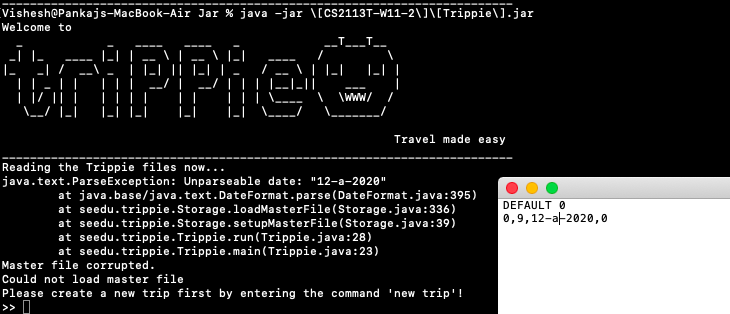 Vishesh@Pankajs-MacBook-Air Jar % java -jar \[CS2113T-W11-2\]\[Trippie\].jar
Welcome to
WWW
Travel made easy
Reading the Trippie files now...
java.text.ParseException: Unparseable date: "12-a-2020"
at java.base/java.text.DateFormat.parse(DateFormat.java:395)
at seedu.trippie.Storage.loadMasterFile(Storage.java:336)
at seedu.trippie.Storage.setupMasterFile(Storage.java:39)
at seedu.trippie.Trippie.run(Trippie.java:28)
at seedu.trippie.Trippie.main(Trippie.java:23)
Master file corrupted.
Could not load master file
Please create a new trip first by entering the command 'new trip'!
>>
DEFAULT 0
0,9,12-a-2020,0